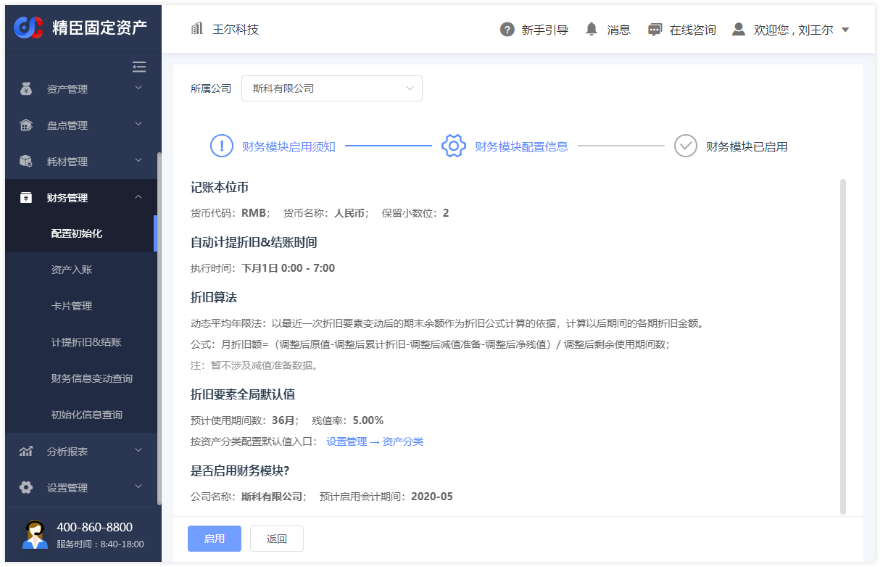 精臣固定资产
王尔科技
新手引导
消息
在线咨询
欢迎您，刘王尔
资产管理
盘点管理
耗材管理
财务管理
配置初始化
资产入账
卡片管理
计提折旧&结账
财务信息变动查询
初始化信息查询
分析报表
设置管理
400-860-8800
服务时间：8:40-18:00
所属公司 斯科有限公司
财务模块启用须知
财务模块配置信息
财务模块已启用
记账本位币
货币代码：RMB； 货币名称：人民币； 保留小数位：2
自动计提折旧&结账时间
执行时间：下月1日 0:00 - 7:00
折旧算法
动态平均年限法：以最近一次折旧要素变动后的期末余额作为折旧公式计算的依据，计算以后期间的各期折旧金额。
公式：月折旧额=（调整后原值-调整后累计折旧-调整后减值准备-调整后净残值）/ 调整后剩余使用期间数；
注：暂不涉及减值准备数据。
折旧要素全局默认值
预计使用期间数：36月； 残值率：5.00%
按资产分类配置默认值入口： 设置管理 → 资产分类
是否启用财务模块?
公司名称：斯科有限公司； 预计启用会计期间：2020-05
启用
返回